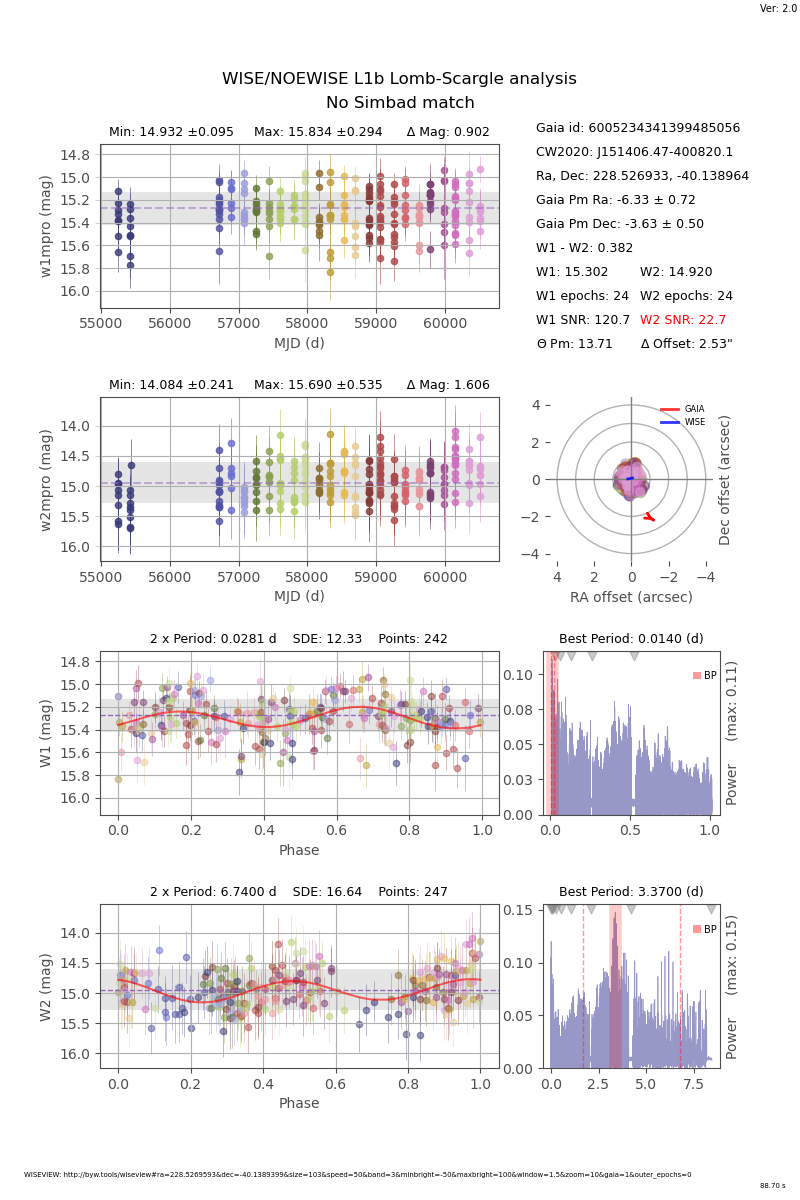 Ver: 2.0
WISE/NOEWISE L1b Lomb-Scargle analysis
No Simbad match
Min: 14.932 ±0.095 Max: 15.834 ±0.294 Δ Mag: 0.902
w1mpro (mag)
14.8
15.0
15.2
15.4
15.6
15.8
16.0
55000 56000 57000 58000 59000 60000
MJD (d)
Gaia id: 6005234341399485056
CW2020: J151406.47-400820.1
Ra, Dec: 228.526933, -40.138964
Gaia Pm Ra: -6.33 ± 0.72
Gaia Pm Dec: -3.63 ± 0.50
W1 - W2: 0.382
W1: 15.302 W2: 14.920
W1 epochs: 24 W2 epochs: 24
W1 SNR: 120.7 W2 SNR: 22.7
Θ Pm: 13.71 Δ Offset: 2.53"
Min: 14.084 ±0.241 Max: 15.690 ±0.535 Δ Mag: 1.606
w2mpro (mag)
14.0
14.5
15.0
15.5
16.0
55000 56000 57000 58000 59000 60000
MJD (d)
GAIA
WISE
4
2
0
−2
−4
4 2 0 −2 −4
RA offset (arcsec)
Dec offset (arcsec)
2 x Period: 0.0281 d SDE: 12.33 Points: 242
W1 (mag)
14.8
15.0
15.2
15.4
15.6
15.8
16.0
0.0 0.2 0.4 0.6 0.8 1.0
Phase
Best Period: 0.0140 (d)
BP
0.10
0.08
0.05
0.03
0.00
0.0 0.5 1.0
Power (max: 0.11)
2 x Period: 6.7400 d SDE: 16.64 Points: 247
W2 (mag)
14.0
14.5
15.0
15.5
16.0
0.0 0.2 0.4 0.6 0.8 1.0
Phase
Best Period: 3.3700 (d)
BP
0.15
0.10
0.05
0.00
0.0 2.5 5.0 7.5
Power (max: 0.15)
WISEVIEW: http://byw.tools/wiseview#ra=228.5269593&dec=-40.1389399&size=103&speed=50&band=3&minbright=-50&maxbright=100&window=1.5&zoom=10&gaia=1&outer_epochs=0
88.70 s